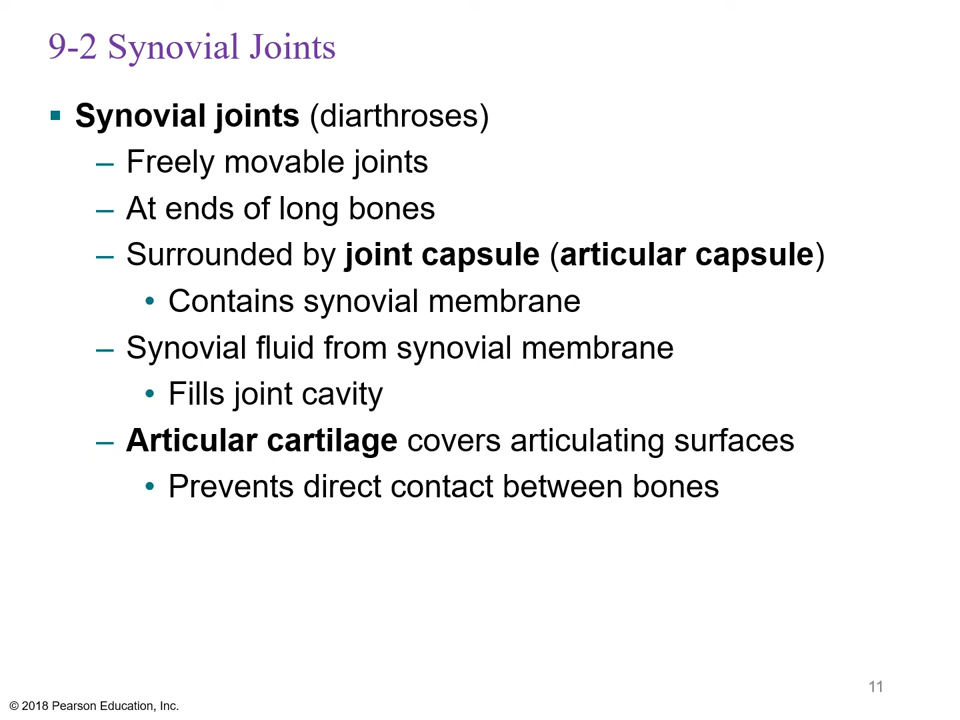 9-2 Synovial Joints
▪ Synovial joints (diarthroses)
– Freely movable joints
– At ends of long bones
– Surrounded by joint capsule (articular capsule)
• Contains synovial membrane
– Synovial fluid from synovial membrane
• Fills joint cavity
– Articular cartilage covers articulating surfaces
• Prevents direct contact between bones
11
© 2018 Pearson Education, Inc.